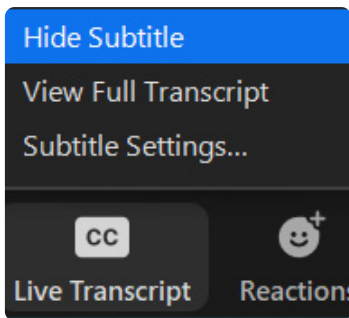 Hide Subtitle
View Full Transcript
Subtitle Settings...
CC
Live Transcript
Reactions